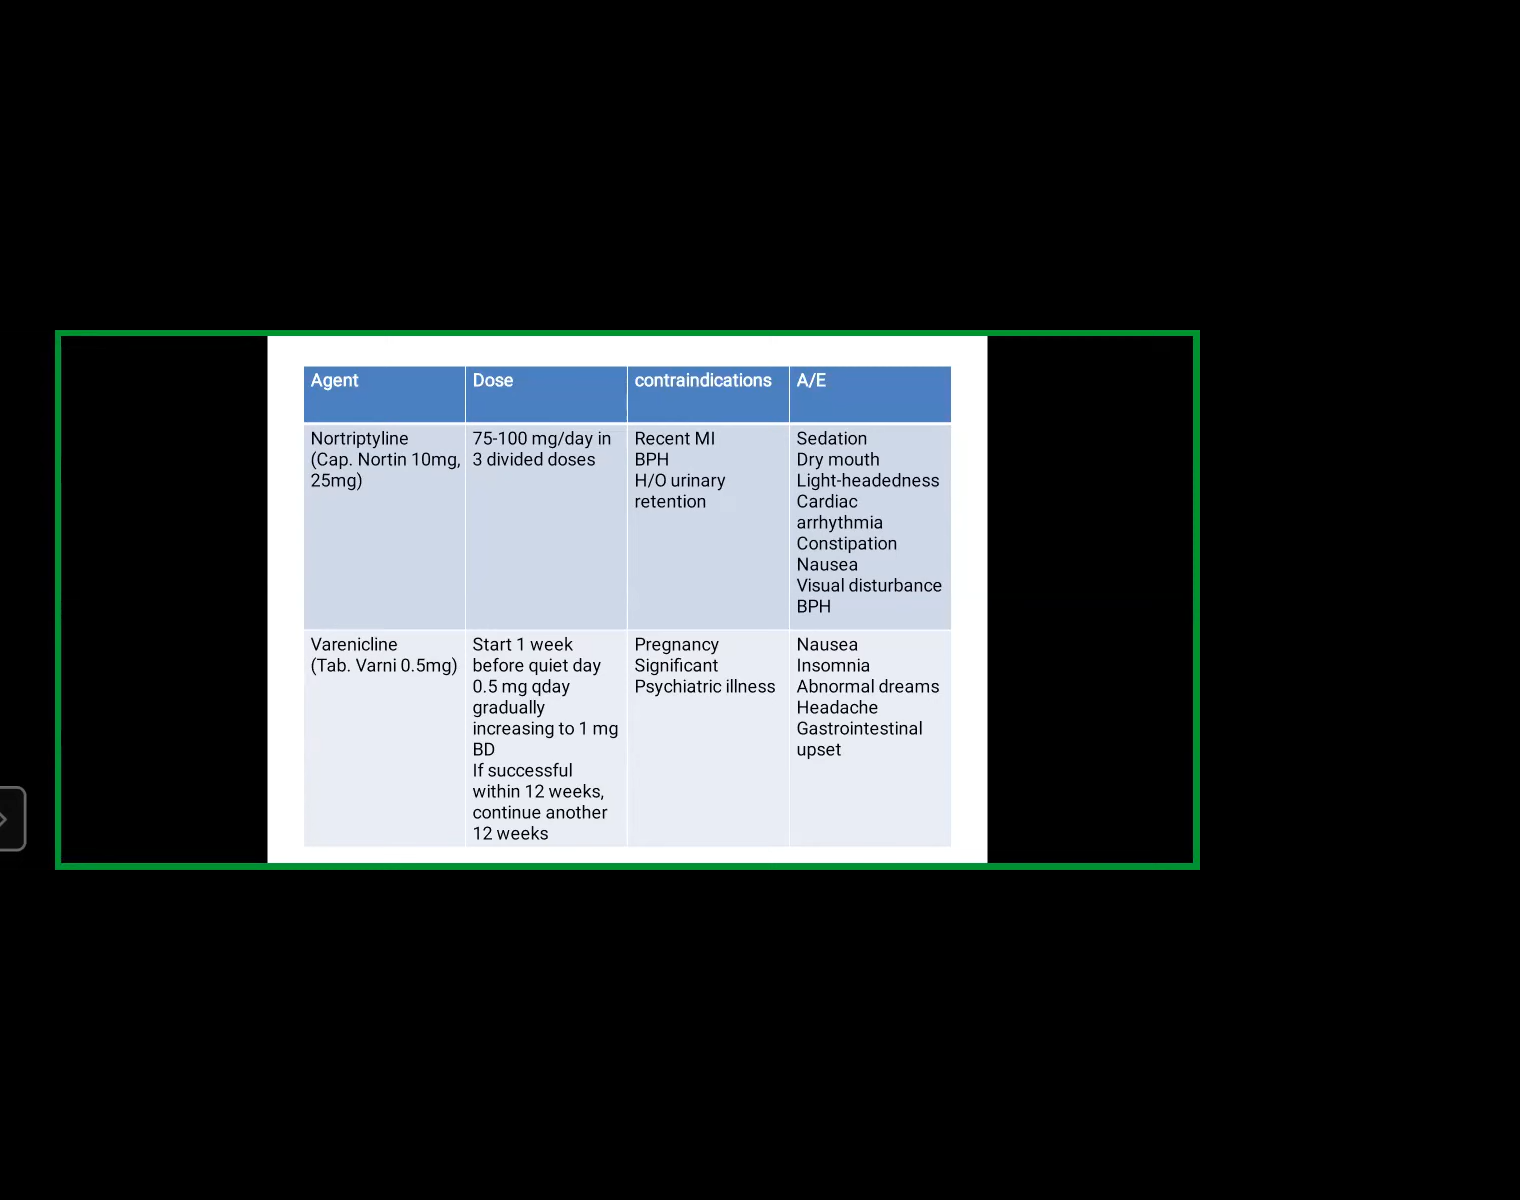 Agent
Dose
contraindications
A/E
Nortriptyline
(Cap. Nortin 10mg,
25mg)
75-100 mg/day in
3 divided doses
Recent MI
BPH
H/O urinary
retention
Sedation
Dry mouth
Light-headedness
Cardiac
arrhythmia
Constipation
Nausea
Visual disturbance
BPH
Varenicline
(Tab. Varni 0.5mg)
Start 1 week
before quiet day
0.5 mg qday
gradually
increasing to 1 mg
BD
If successful
within 12 weeks,
continue another
12 weeks
Pregnancy
Significant
Psychiatric illness
Nausea
Insomnia
Abnormal dreams
Headache
Gastrointestinal
upset